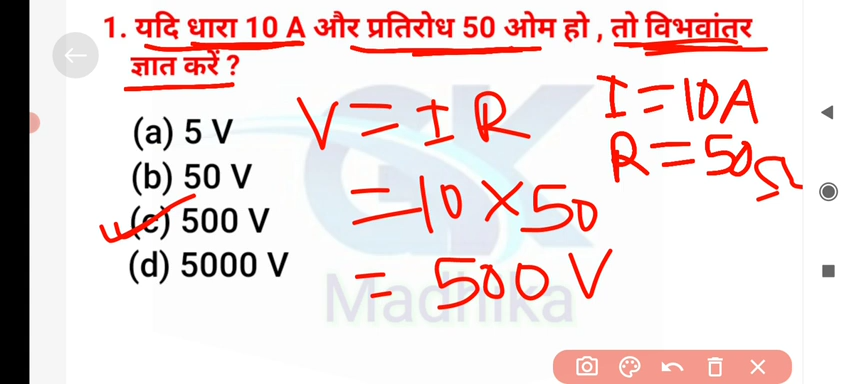 1. यदि धारा 10 A और प्रतिरोध 50 ओम हो , तो विभवांतर
ज्ञात करें ?
(a) 5 V
(b) 50 V
(c) 500 V
(d) 5000 V
I = 10A
R = 50Ω
V = I R
= 10 × 50
= 500 V
GK
Madhika